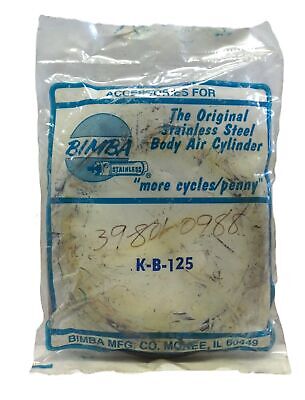 ACCESSORIES FOR
BIMBA
STAINLESS
The Original
Stainless Steel
Body Air Cylinder
"more cycles/penny"
K-B-125
BIMBA MFG. CO. MONEE, IL 60449